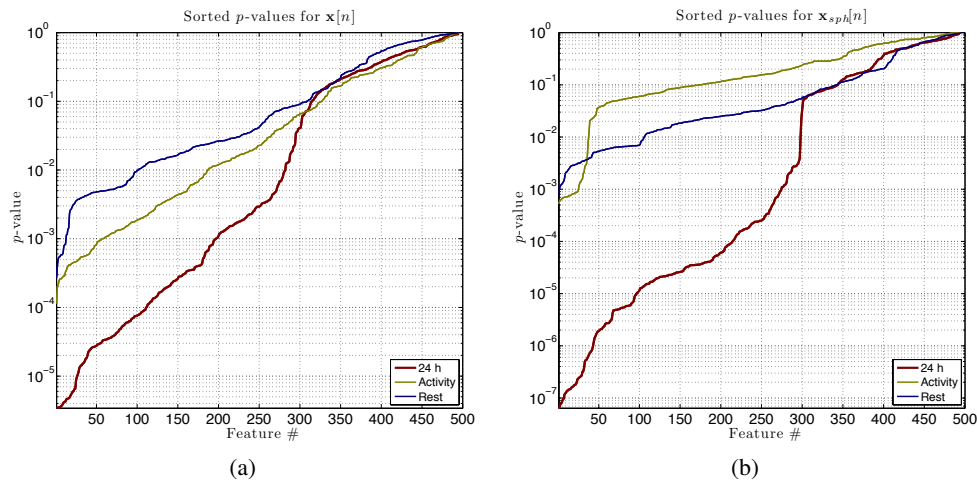 Sorted p-values for x[n]
p-value
10^0
10^-1
10^-2
10^-3
10^-4
10^-5
50 100 150 200 250 300 350 400 450 500
Feature #
24 h
Activity
Rest
(a)
Sorted p-values for x_sph[n]
p-value
10^0
10^-1
10^-2
10^-3
10^-4
10^-5
10^-6
10^-7
50 100 150 200 250 300 350 400 450 500
Feature #
24 h
Activity
Rest
(b)